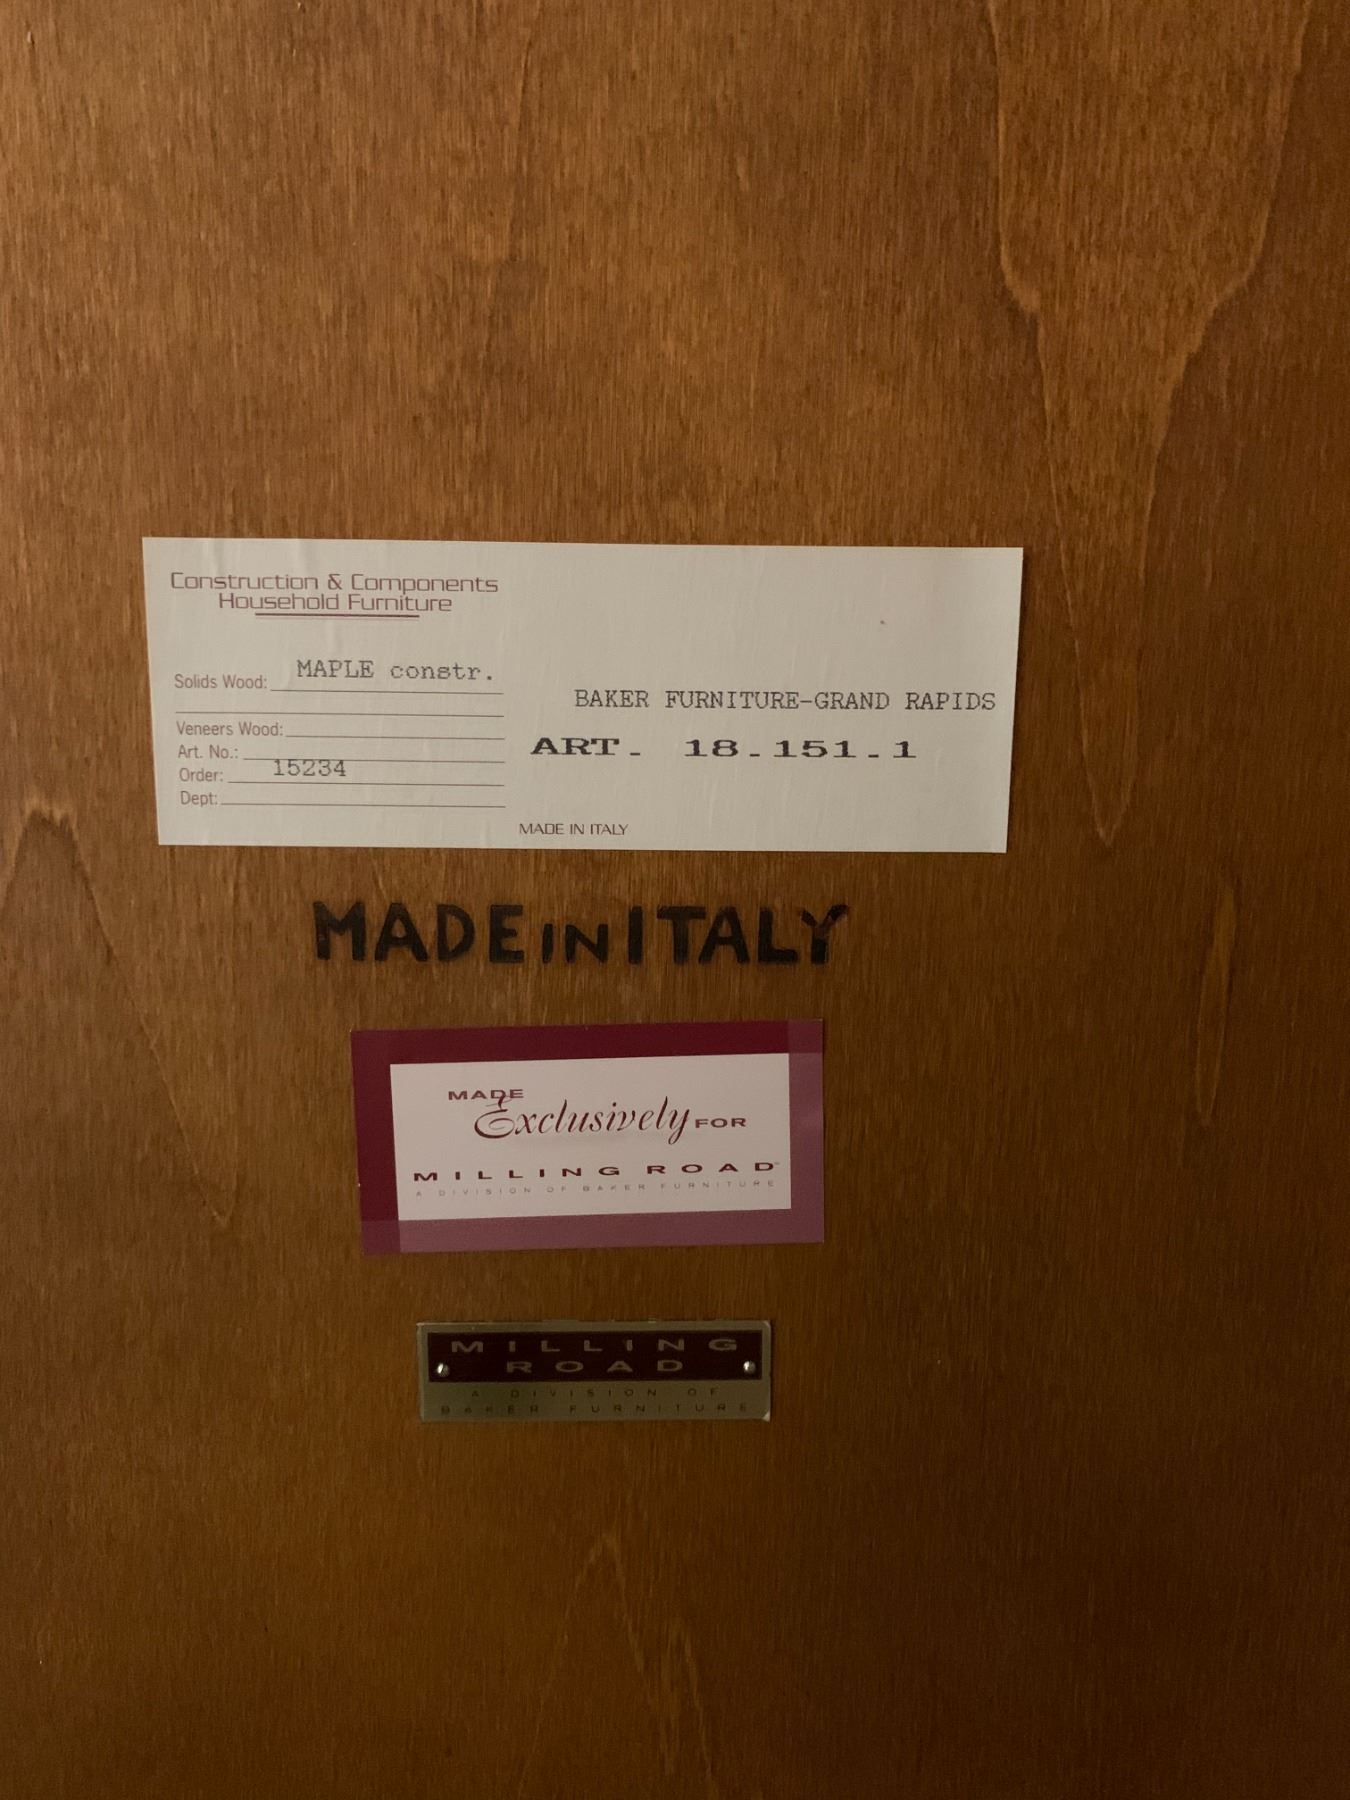 Construction & Components
Household Furniture
Solids Wood: MAPLE constr.
Veneers Wood:
Art. No.:
Order: 15234
Dept:
BAKER FURNITURE-GRAND RAPIDS
ART. 18.151.1
MADE IN ITALY
MADE IN ITALY
MADE
Exclusively FOR
MILLING ROAD™
A DIVISION OF BAKER FURNITURE
MILLING
ROAD
A DIVISION OF
BAKER FURNITURE